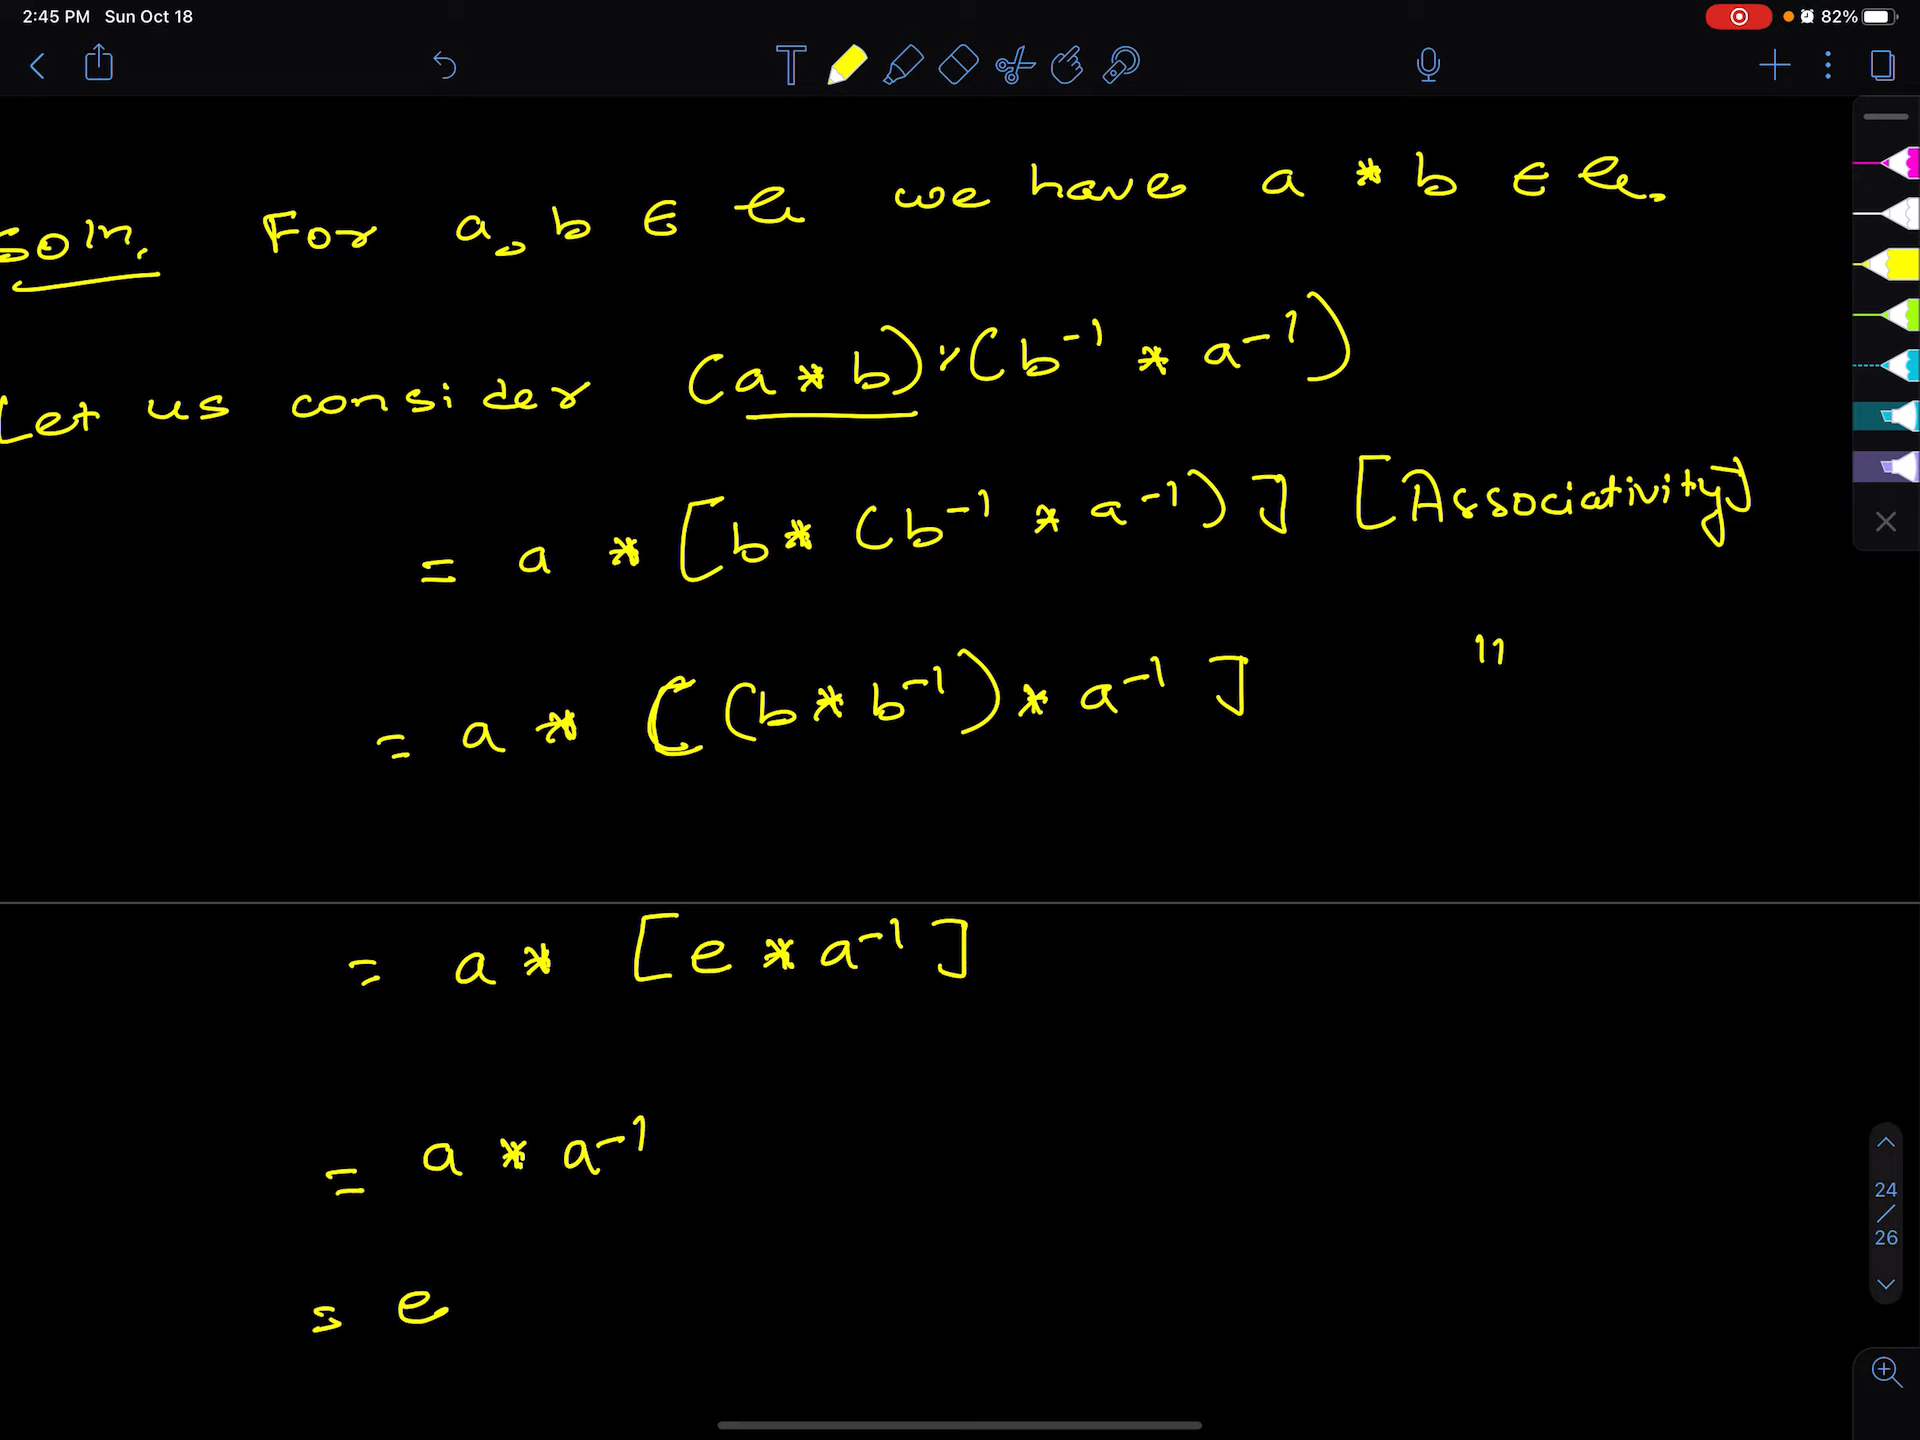 2:45 PM Sun Oct 18
82%
Soln. For a, b ∈ G we have a * b ∈ G.
Let us consider (a * b) * (b⁻¹ * a⁻¹)
= a * [b * (b⁻¹ * a⁻¹)] [Associativity]
= a * [(b * b⁻¹) * a⁻¹] "
= a * [e * a⁻¹]
= a * a⁻¹
= e
24
/
26